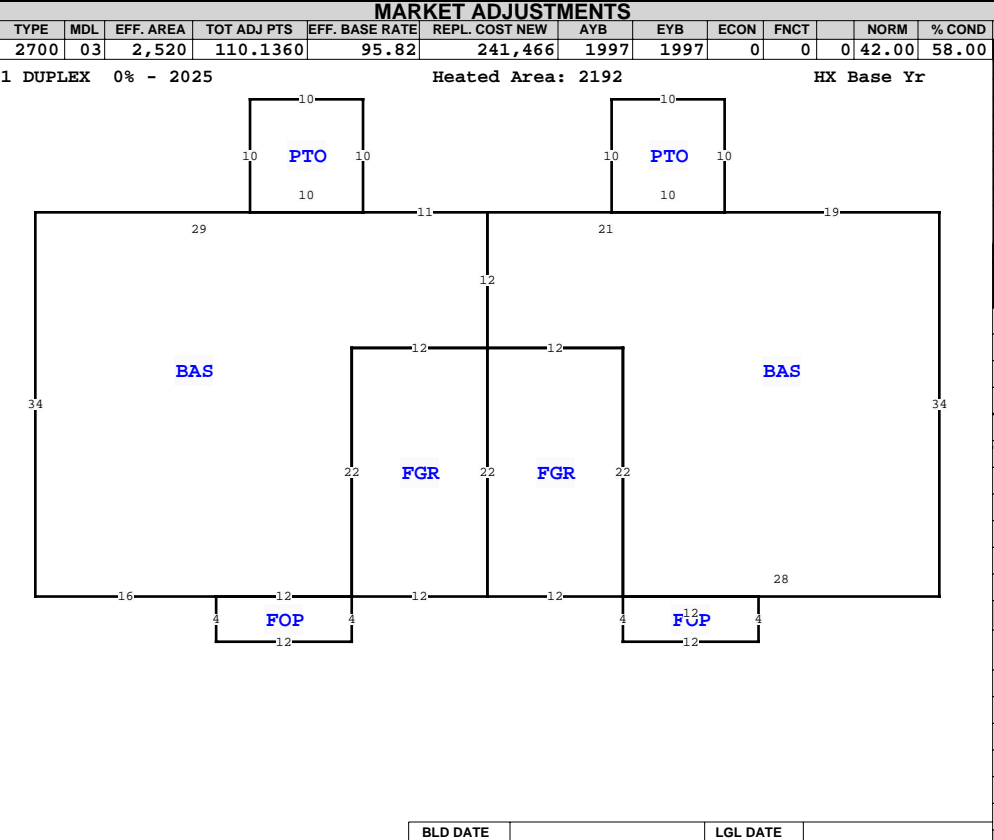 MARKET ADJUSTMENTS
TYPE MDL EFF. AREA TOT ADJ PTS EFF. BASE RATE REPL. COST NEW AYB EYB ECON FNCT NORM % COND
2700 03 2,520 110.1360 95.82 241,466 1997 1997 0 0 0 42.00 58.00
1 DUPLEX 0% - 2025 Heated Area: 2192 HX Base Yr
10 10
10 PTO 10 10 PTO 10
10 10
11 19
29 21
12
12 12
BAS BAS
34 34
22 FGR 22 FGR 22
28
16 12 12 12
12
4 FOP 4 4 FOP 4
12 12
BLD DATE LGL DATE